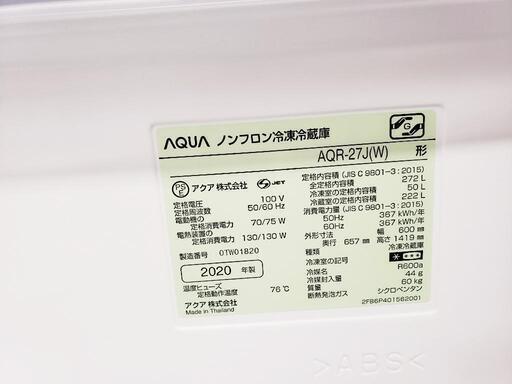 AQUA ノンフロン冷凍冷蔵庫
AQR-27J(W) 形
PSE アクア株式会社 JET
定格電圧 100 V
定格周波数 50/60 Hz
電動機の
定格消費電力 70/75 W
電熱装置の
定格消費電力 130/130 W
製造番号 0TW01820
2020 年製
温度ヒューズ
定格動作温度 76℃
アクア株式会社
Made in Thailand
G
定格内容積 (JIS C 9801-3 : 2015)
全定格内容積 272 L
冷凍室定格内容積 50 L
冷蔵室定格内容積 222 L
消費電力量 (JIS C 9801-3 : 2015)
50Hz 367 kWh/年
60Hz 367 kWh/年
外形寸法 幅 600 mm
奥行 657 mm 高さ 1419 mm
種類 冷凍冷蔵庫
冷凍室の記号
冷媒名 R600a
冷媒封入量 44 g
質量 60 kg
断熱発泡ガス シクロペンタン
2FB6P401562001
>ABS<